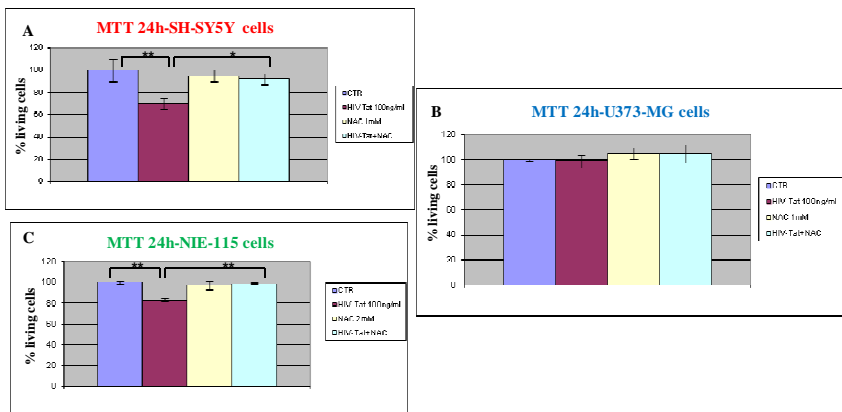 A
MTT 24h-SH-SY5Y cells
120
100
80
60
40
20
0
% living cells
**
*
CTR
HIV-Tat 100ng/ml
NAC 1mM
HIV-Tat+NAC
B
MTT 24h-U373-MG cells
120
100
80
60
40
20
0
% living cells
CTR
HIV-Tat 100ng/ml
NAC 1mM
HIV-Tat+NAC
C
MTT 24h-NIE-115 cells
120
100
80
60
40
20
0
% living cells
**
**
CTR
HIV-Tat 100ng/ml
NAC 2mM
HIV-Tat+NAC